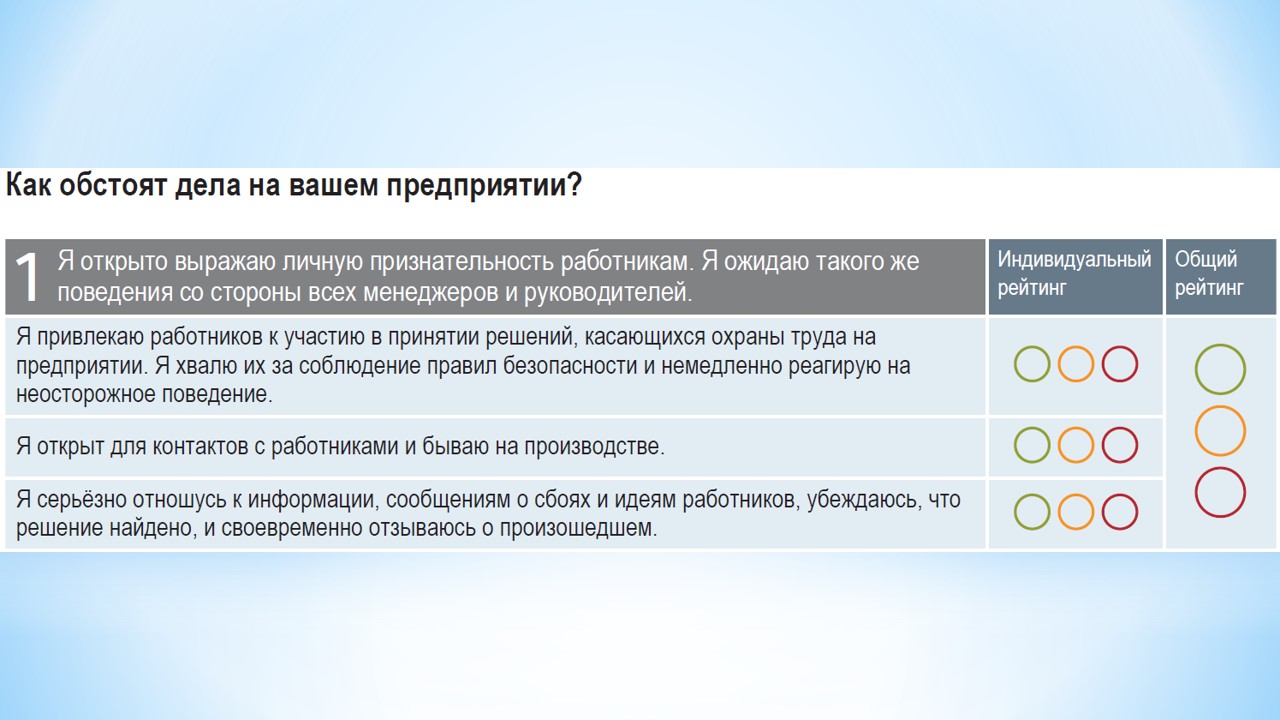 Как обстоят дела на вашем предприятии?
1
Я открыто выражаю личную признательность работникам. Я ожидаю такого же
поведения со стороны всех менеджеров и руководителей.
Индивидуальный
рейтинг
Общий
рейтинг
Я привлекаю работников к участию в принятии решений, касающихся охраны труда на
предприятии. Я хвалю их за соблюдение правил безопасности и немедленно реагирую на
неосторожное поведение.
Я открыт для контактов с работниками и бываю на производстве.
Я серьёзно отношусь к информации, сообщениям о сбоях и идеям работников, убеждаюсь, что
решение найдено, и своевременно отзываюсь о произошедшем.